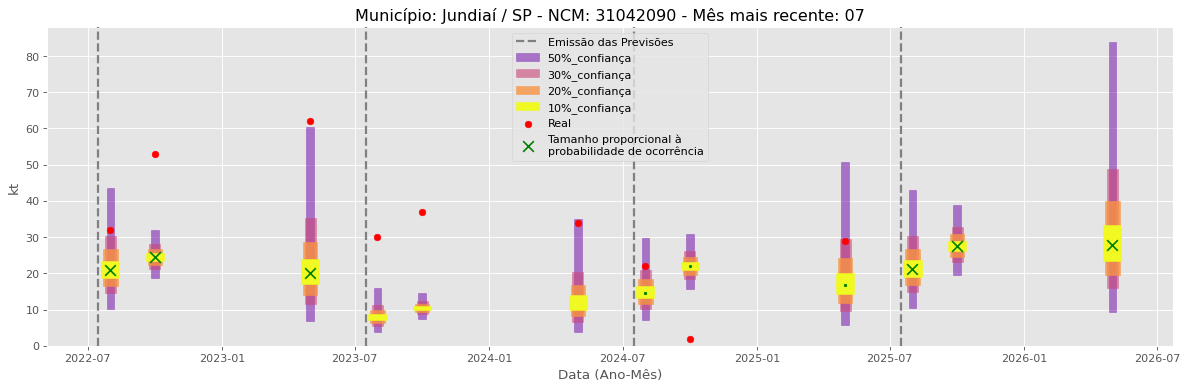 Município: Jundiaí / SP - NCM: 31042090 - Mês mais recente: 07
Emissão das Previsões
50%_confiança
30%_confiança
20%_confiança
10%_confiança
Real
Tamanho proporcional à
probabilidade de ocorrência
kt
80
70
60
50
40
30
20
10
0
2022-07 2023-01 2023-07 2024-01 2024-07 2025-01 2025-07 2026-01 2026-07
Data (Ano-Mês)